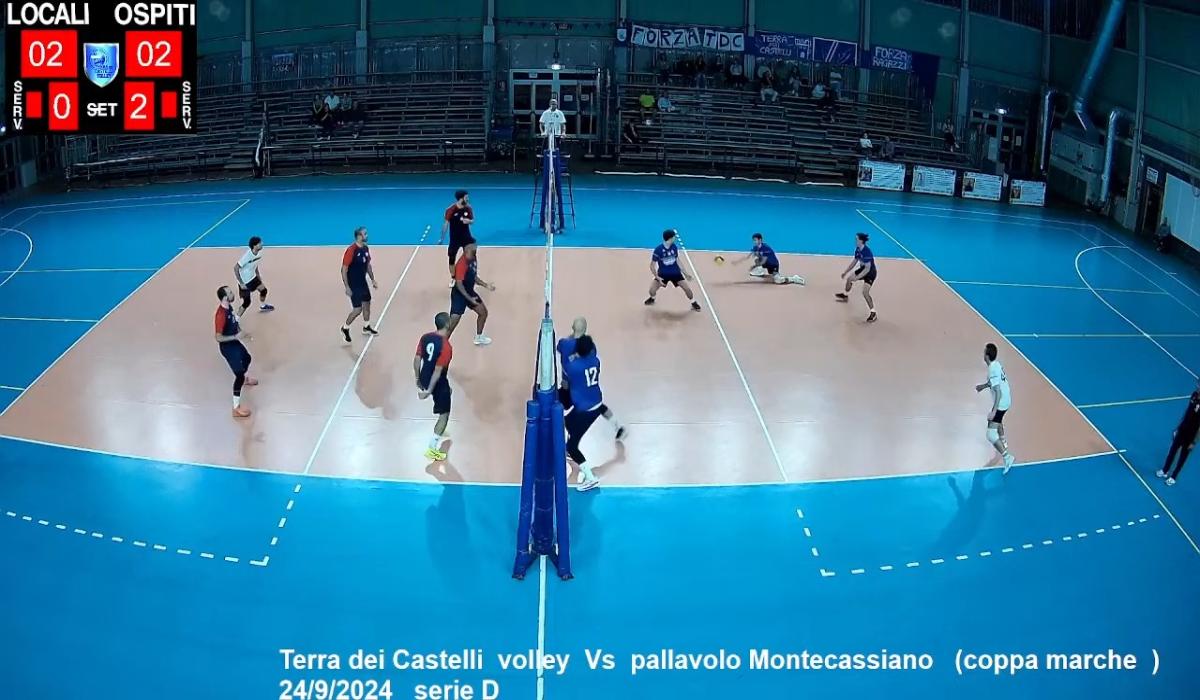 LOCALI OSPITI
02 02
SERV. 0 SET 2 SERV.
FORZA TDC
TERRA
CASTELLI
FORZA
RAGAZZI
9
12
Terra dei Castelli volley Vs pallavolo Montecassiano (coppa marche )
24/9/2024 serie D